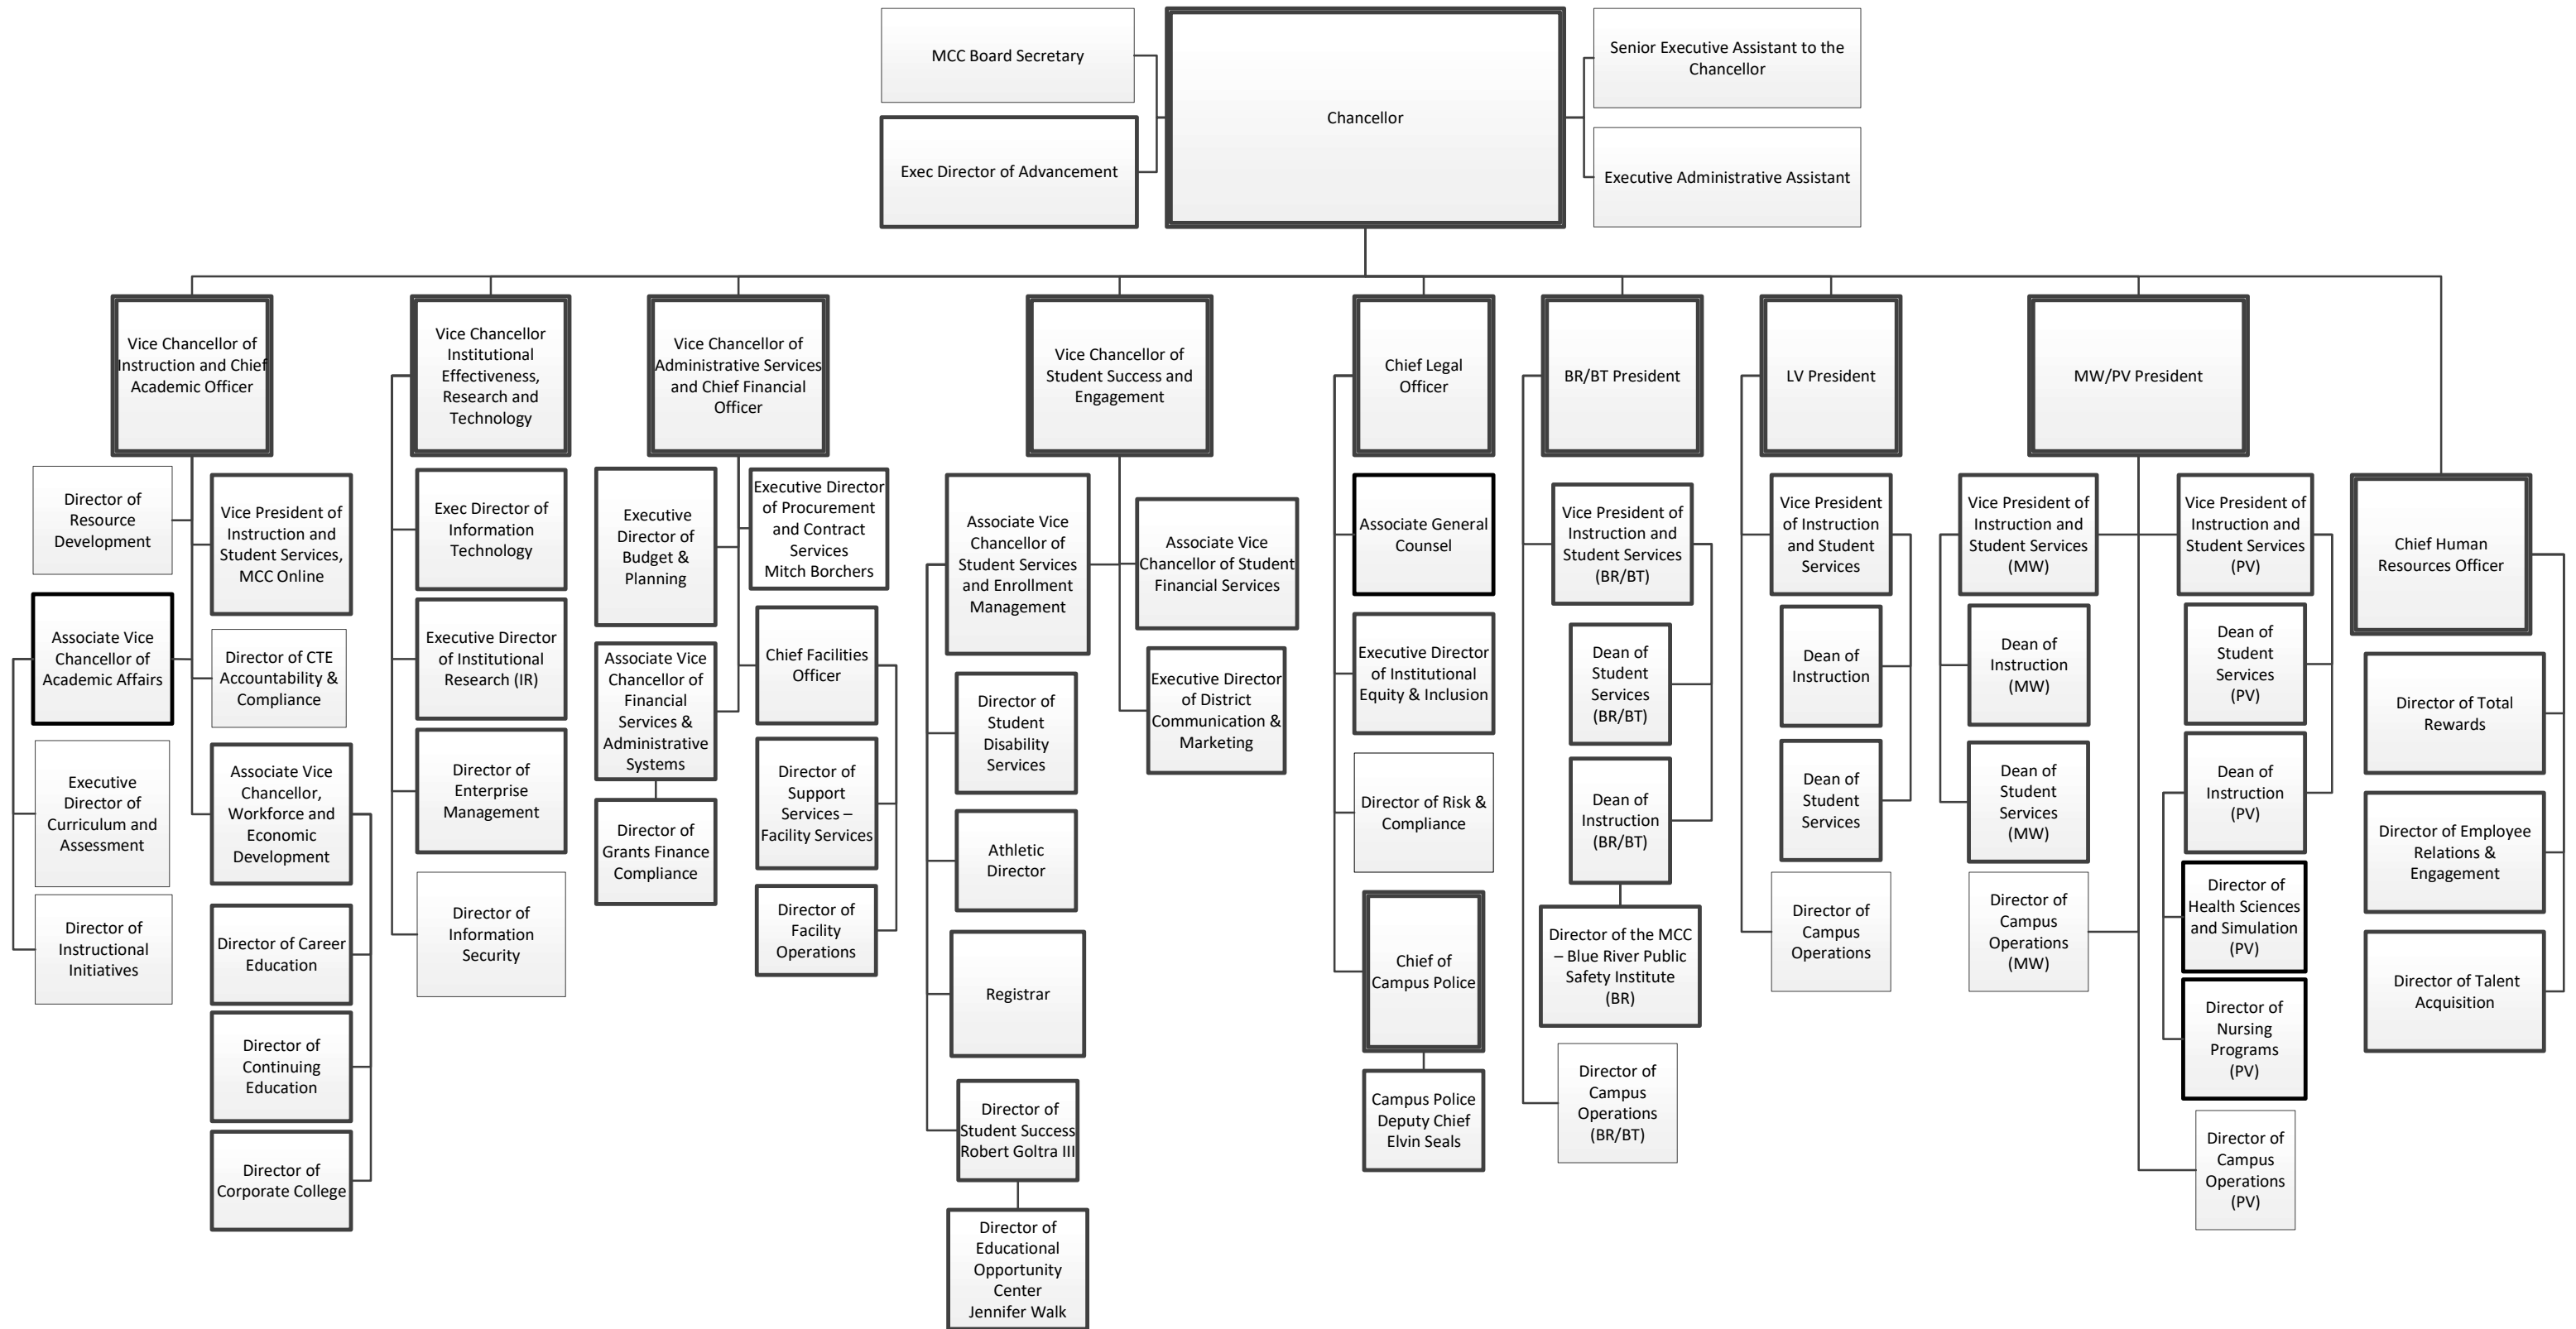 MCC Board Secretary
Exec Director of Advancement
Chancellor
Senior Executive Assistant to the
Chancellor
Executive Administrative Assistant
Vice Chancellor of
Instruction and Chief
Academic Officer
Director of
Resource
Development
Vice President of
Instruction and
Student Services,
MCC Online
Associate Vice
Chancellor of
Academic Affairs
Director of CTE
Accountability &
Compliance
Executive
Director of
Curriculum and
Assessment
Director of
Instructional
Initiatives
Associate Vice
Chancellor,
Workforce and
Economic
Development
Director of Career
Education
Director of
Continuing
Education
Director of
Corporate College
Vice Chancellor
Institutional
Effectiveness,
Research and
Technology
Exec Director of
Information
Technology
Executive Director
of Institutional
Research (IR)
Director of
Enterprise
Management
Director of
Information
Security
Vice Chancellor of
Administrative Services
and Chief Financial
Officer
Executive
Director of
Budget &
Planning
Executive Director
of Procurement
and Contract
Services
Mitch Borchers
Associate Vice
Chancellor of
Financial
Services &
Administrative
Systems
Director of
Grants Finance
Compliance
Chief Facilities
Officer
Director of
Support
Services –
Facility Services
Director of
Facility
Operations
Vice Chancellor of
Student Success and
Engagement
Associate Vice
Chancellor of
Student Services
and Enrollment
Management
Associate Vice
Chancellor of Student
Financial Services
Executive Director
of District
Communication &
Marketing
Director of
Student
Disability
Services
Athletic
Director
Registrar
Director of
Student Success
Robert Goltra III
Director of
Educational
Opportunity
Center
Jennifer Walk
Chief Legal
Officer
Associate General
Counsel
Executive Director
of Institutional
Equity & Inclusion
Director of Risk &
Compliance
Chief of
Campus Police
Campus Police
Deputy Chief
Elvin Seals
BR/BT President
Vice President of
Instruction and
Student Services
(BR/BT)
Dean of
Student
Services
(BR/BT)
Dean of
Instruction
(BR/BT)
Director of the MCC
– Blue River Public
Safety Institute
(BR)
Director of
Campus
Operations
(BR/BT)
LV President
Vice President
of Instruction
and Student
Services
Dean of
Instruction
Dean of
Student
Services
Director of
Campus
Operations
MW/PV President
Vice President of
Instruction and
Student Services
(MW)
Dean of
Instruction
(MW)
Dean of
Student
Services
(MW)
Director of
Campus
Operations
(MW)
Vice President of
Instruction and
Student Services
(PV)
Dean of
Student
Services
(PV)
Dean of
Instruction
(PV)
Director of
Health Sciences
and Simulation
(PV)
Director of
Nursing
Programs
(PV)
Director of
Campus
Operations
(PV)
Chief Human
Resources Officer
Director of Total
Rewards
Director of Employee
Relations &
Engagement
Director of Talent
Acquisition